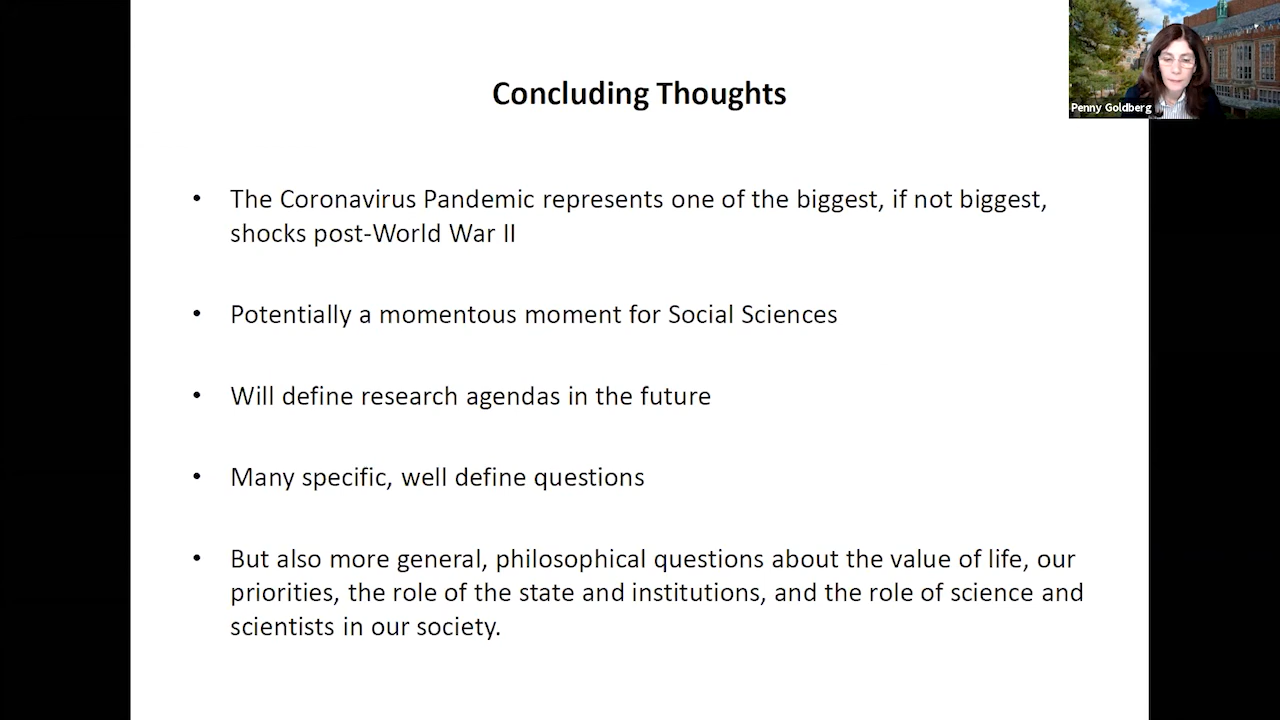 Concluding Thoughts
Penny Goldberg
• The Coronavirus Pandemic represents one of the biggest, if not biggest,
shocks post-World War II
• Potentially a momentous moment for Social Sciences
• Will define research agendas in the future
• Many specific, well define questions
• But also more general, philosophical questions about the value of life, our
priorities, the role of the state and institutions, and the role of science and
scientists in our society.